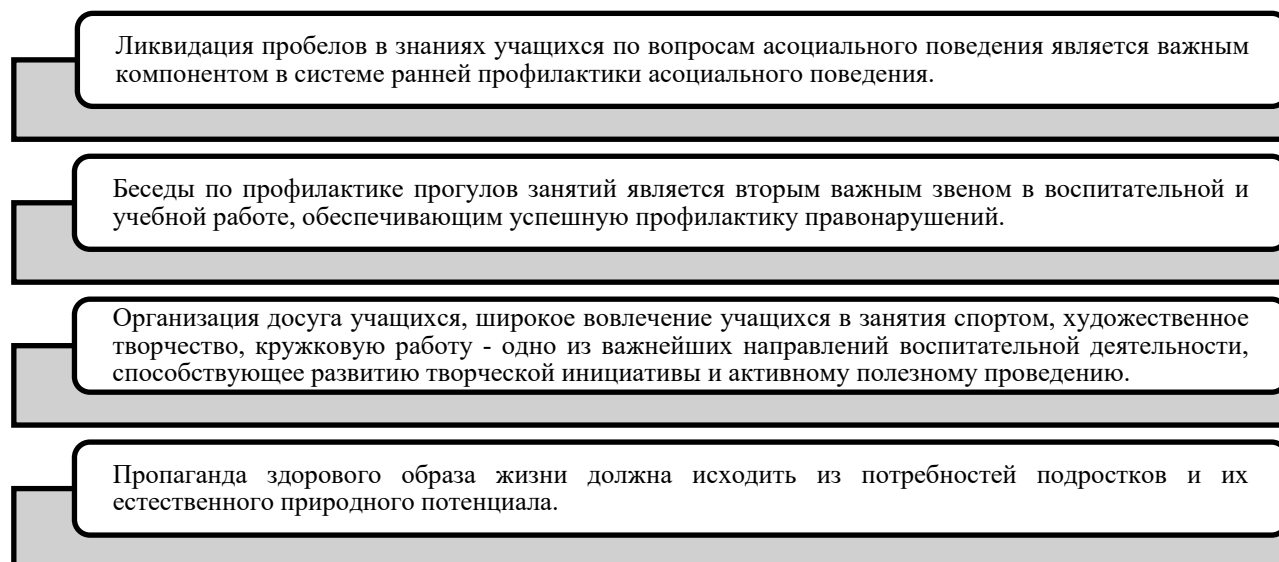 Ликвидация пробелов в знаниях учащихся по вопросам асоциального поведения является важным
компонентом в системе ранней профилактики асоциального поведения.
Беседы по профилактике прогулов занятий является вторым важным звеном в воспитательной и
учебной работе, обеспечивающим успешную профилактику правонарушений.
Организация досуга учащихся, широкое вовлечение учащихся в занятия спортом, художественное
творчество, кружковую работу - одно из важнейших направлений воспитательной деятельности,
способствующее развитию творческой инициативы и активному полезному проведению.
Пропаганда здорового образа жизни должна исходить из потребностей подростков и их
естественного природного потенциала.